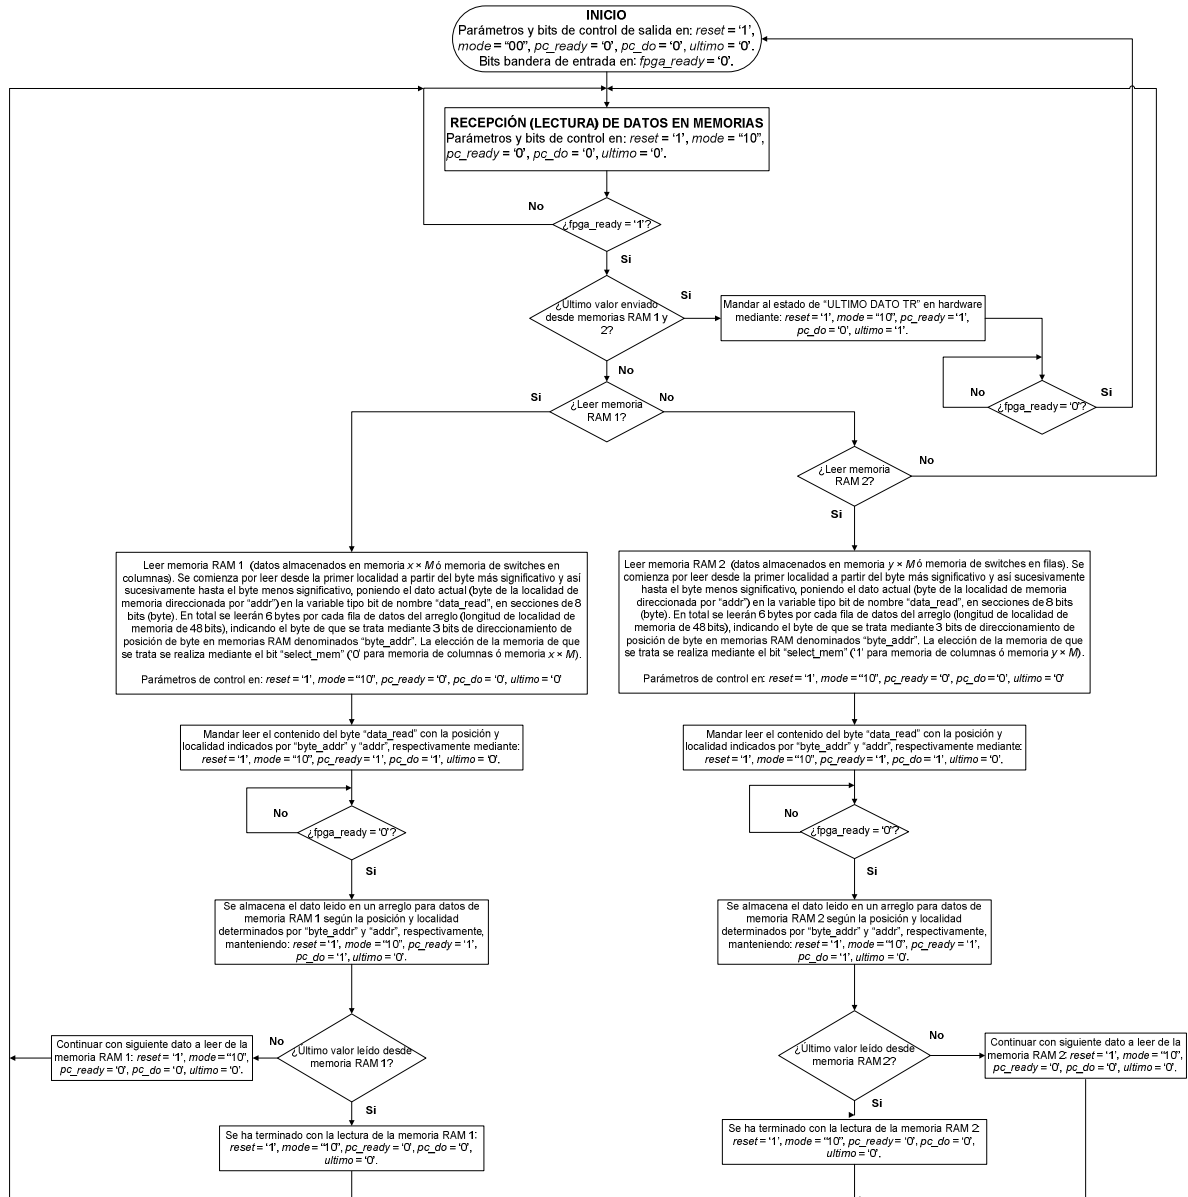 INICIO
Parámetros y bits de control de salida en: reset = ‘1’,
mode = “00”, pc_ready = ‘0’, pc_do = ‘0’, ultimo = ‘0’.
Bits bandera de entrada en: fpga_ready = ‘0’.
RECEPCIÓN (LECTURA) DE DATOS EN MEMORIAS
Parámetros y bits de control en: reset = ‘1’, mode = “10”,
pc_ready = ‘0’, pc_do = ‘0’, ultimo = ‘0’.
No
¿fpga_ready = ‘1’?
Si
¿Último valor enviado
desde memorias RAM 1 y
2?
Si
Mandar al estado de “ULTIMO DATO TR” en hardware
mediante: reset = ‘1’, mode = “10”, pc_ready = ‘1’,
pc_do = ‘0’, ultimo = ‘1’.
No
No
¿fpga_ready = ‘0’?
Si
Si
¿Leer memoria
RAM 1?
No
¿Leer memoria
RAM 2?
No
Si
Leer memoria RAM 1 (datos almacenados en memoria x × M ó memoria de switches en
columnas). Se comienza por leer desde la primer localidad a partir del byte más significativo y así
sucesivamente hasta el byte menos significativo, poniendo el dato actual (byte de la localidad de
memoria direccionada por “addr”) en la variable tipo bit de nombre “data_read”, en secciones de 8
bits (byte). En total se leerán 6 bytes por cada fila de datos del arreglo (longitud de localidad de
memoria de 48 bits), indicando el byte de que se trata mediante 3 bits de direccionamiento de
posición de byte en memorias RAM denominados “byte_addr”. La elección de la memoria de que
se trata se realiza mediante el bit “select_mem” (‘0’ para memoria de columnas ó memoria x × M).
Parámetros de control en: reset = ‘1’, mode = “10”, pc_ready = ‘0’, pc_do = ‘0’, ultimo = ‘0’
Leer memoria RAM 2 (datos almacenados en memoria y × M ó memoria de switches en filas). Se
comienza por leer desde la primer localidad a partir del byte más significativo y así sucesivamente
hasta el byte menos significativo, poniendo el dato actual (byte de la localidad de memoria
direccionada por “addr”) en la variable tipo bit de nombre “data_read”, en secciones de 8 bits
(byte). En total se leerán 6 bytes por cada fila de datos del arreglo (longitud de localidad de
memoria de 48 bits), indicando el byte de que se trata mediante 3 bits de direccionamiento de
posición de byte en memorias RAM denominados “byte_addr”. La elección de la memoria de que
se trata se realiza mediante el bit “select_mem” (‘1’ para memoria de columnas ó memoria y × M).
Parámetros de control en: reset = ‘1’, mode = “10”, pc_ready = ‘0’, pc_do = ‘0’, ultimo = ‘0’
Mandar leer el contenido del byte “data_read” con la posición y
localidad indicados por “byte_addr” y “addr”, respectivamente mediante:
reset = ‘1’, mode = “10”, pc_ready = ‘1’, pc_do = ‘1’, ultimo = ‘0’.
Mandar leer el contenido del byte “data_read” con la posición y
localidad indicados por “byte_addr” y “addr”, respectivamente mediante:
reset = ‘1’, mode = “10”, pc_ready = ‘1’, pc_do = ‘1’, ultimo = ‘0’.
No
¿fpga_ready = ‘0’?
Si
No
¿fpga_ready = ‘0’?
Si
Se almacena el dato leido en un arreglo para datos de
memoria RAM 1 según la posición y localidad
determinados por “byte_addr” y “addr”, respectivamente,
manteniendo: reset = ‘1’, mode = “10”, pc_ready = ‘1’,
pc_do = ‘1’, ultimo = ‘0’.
Se almacena el dato leido en un arreglo para datos de
memoria RAM 2 según la posición y localidad
determinados por “byte_addr” y “addr”, respectivamente,
manteniendo: reset = ‘1’, mode = “10”, pc_ready = ‘1’,
pc_do = ‘1’, ultimo = ‘0’.
Continuar con siguiente dato a leer de la
memoria RAM 1: reset = ‘1’, mode = “10”,
pc_ready = ‘0’, pc_do = ‘0’, ultimo = ‘0’.
No
¿Último valor leído desde
memoria RAM 1?
Si
¿Último valor leído desde
memoria RAM 2?
No
Si
Continuar con siguiente dato a leer de la
memoria RAM 2: reset = ‘1’, mode = “10”,
pc_ready = ‘0’, pc_do = ‘0’, ultimo = ‘0’.
Se ha terminado con la lectura de la memoria RAM 1:
reset = ‘1’, mode = “10”, pc_ready = ‘0’, pc_do = ‘0’,
ultimo = ‘0’.
Se ha terminado con la lectura de la memoria RAM 2:
reset = ‘1’, mode = “10”, pc_ready = ‘0’, pc_do = ‘0’,
ultimo = ‘0’.